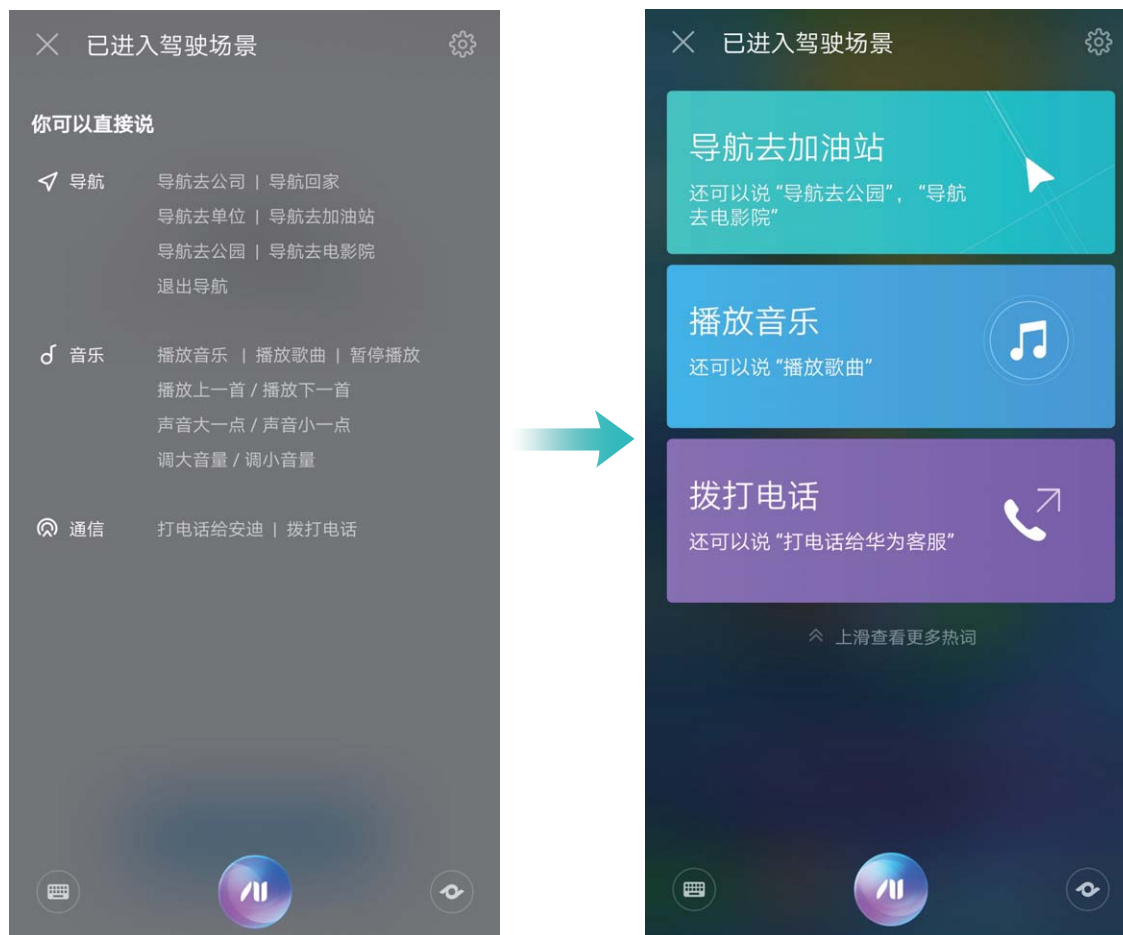 已进入驾驶场景
你可以直接说
导航
导航去公司 | 导航回家
导航去单位 | 导航去加油站
导航去公园 | 导航去电影院
退出导航
音乐
播放音乐 | 播放歌曲 | 暂停播放
播放上一首 / 播放下一首
声音大一点 / 声音小一点
调大音量 / 调小音量
通信
打电话给安迪 | 拨打电话
已进入驾驶场景
导航去加油站
还可以说 “导航去公园”，“导航
去电影院”
播放音乐
还可以说 “播放歌曲”
拨打电话
还可以说 “打电话给华为客服”
上滑查看更多热词